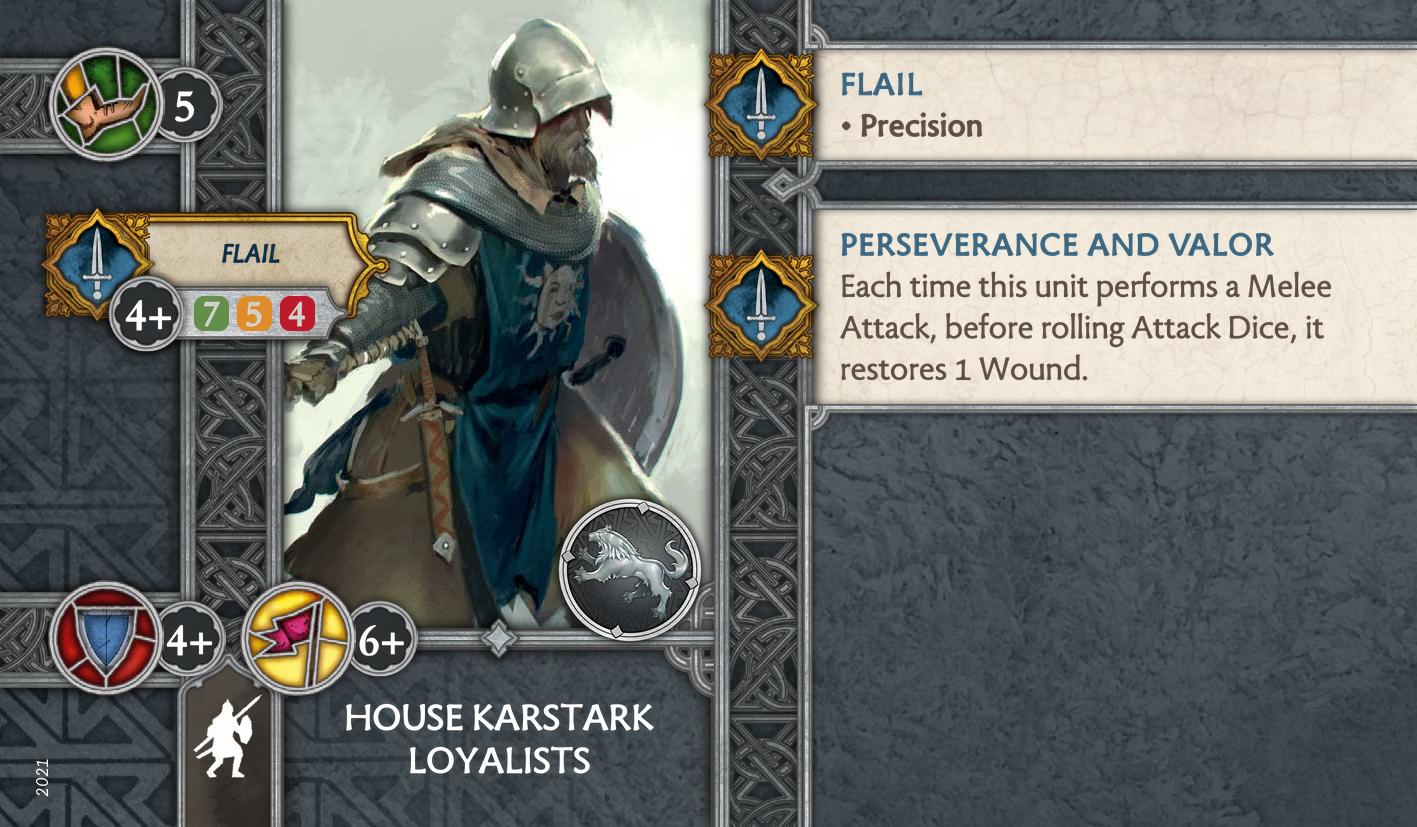 5
FLAIL
4+ 7 5 4
4+ 6+
HOUSE KARSTARK
LOYALISTS
2021
FLAIL
• Precision
PERSEVERANCE AND VALOR
Each time this unit performs a Melee
Attack, before rolling Attack Dice, it
restores 1 Wound.